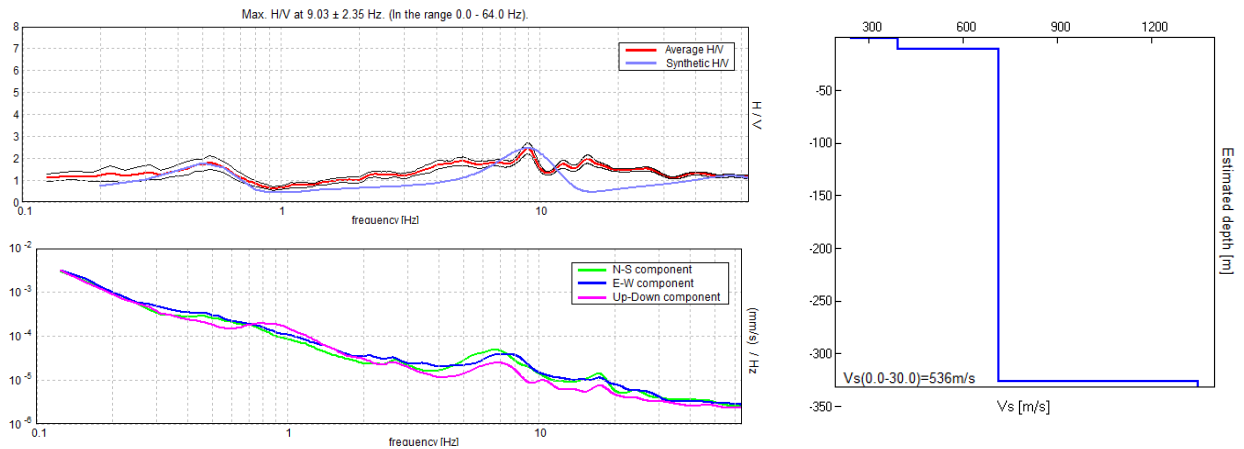 Max. H/V at 9.03 ± 2.35 Hz. (In the range 0.0 - 64.0 Hz).
8
7
6
5
4
3
2
1
0
Average H/V
Synthetic H/V
H / V
0.1
1
10
frequency [Hz]
10⁻²
10⁻³
10⁻⁴
10⁻⁵
10⁻⁶
N-S component
E-W component
Up-Down component
(mm/s) / Hz
0.1
1
10
frequency [Hz]
300
600
900
1200
-50
-100
-150
-200
-250
-300
-350
Estimated depth [m]
Vs(0.0-30.0)=536m/s
Vs [m/s]